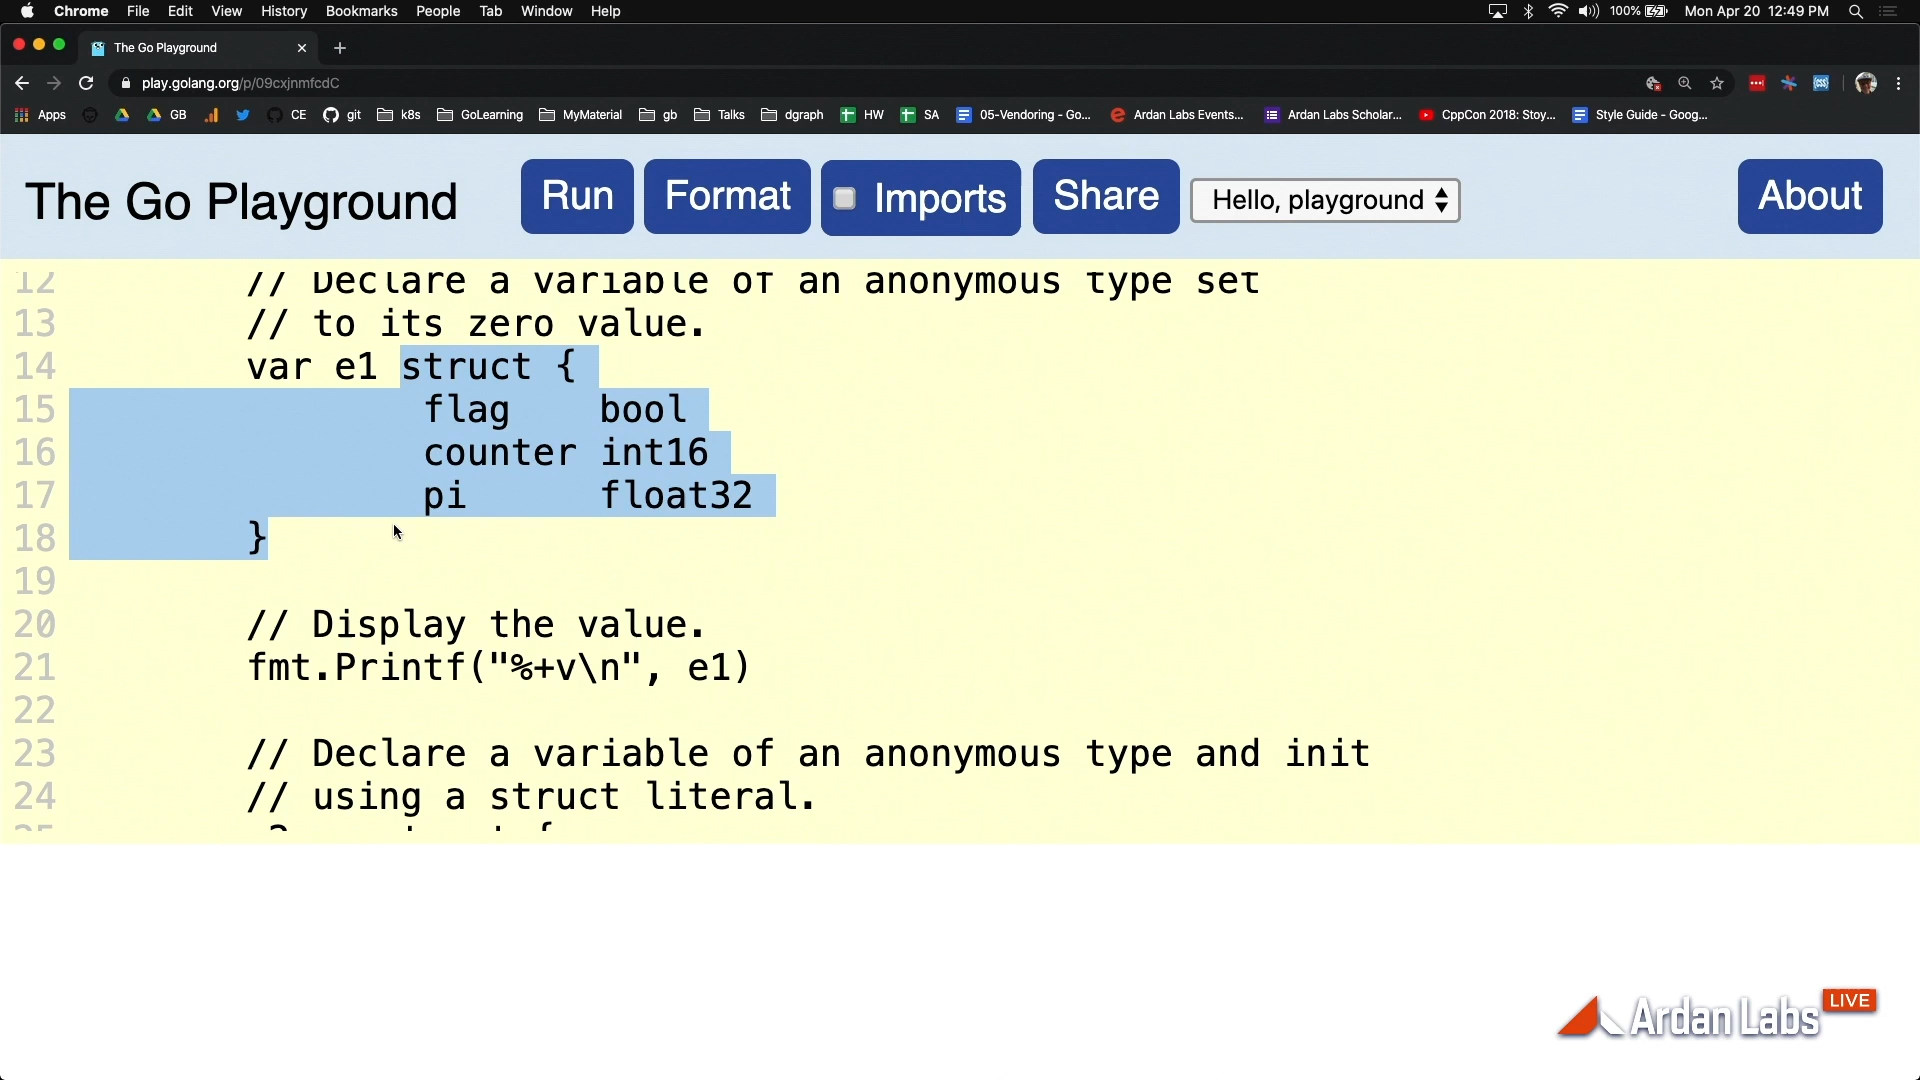 Chrome File Edit View History Bookmarks People Tab Window Help 100% Mon Apr 20 12:49 PM
The Go Playground
play.golang.org/p/09cxjnmfcdC
Apps GB CE git k8s GoLearning MyMaterial gb Talks dgraph HW SA 05-Vendoring - Go... Ardan Labs Events... Ardan Labs Scholar... CppCon 2018: Stoy... Style Guide - Goog...
The Go Playground Run Format Imports Share Hello, playground About
12 // Declare a variable of an anonymous type set
13 // to its zero value.
14 var e1 struct {
15 flag bool
16 counter int16
17 pi float32
18 }
19
20 // Display the value.
21 fmt.Printf("%+v\n", e1)
22
23 // Declare a variable of an anonymous type and init
24 // using a struct literal.
Ardan Labs LIVE